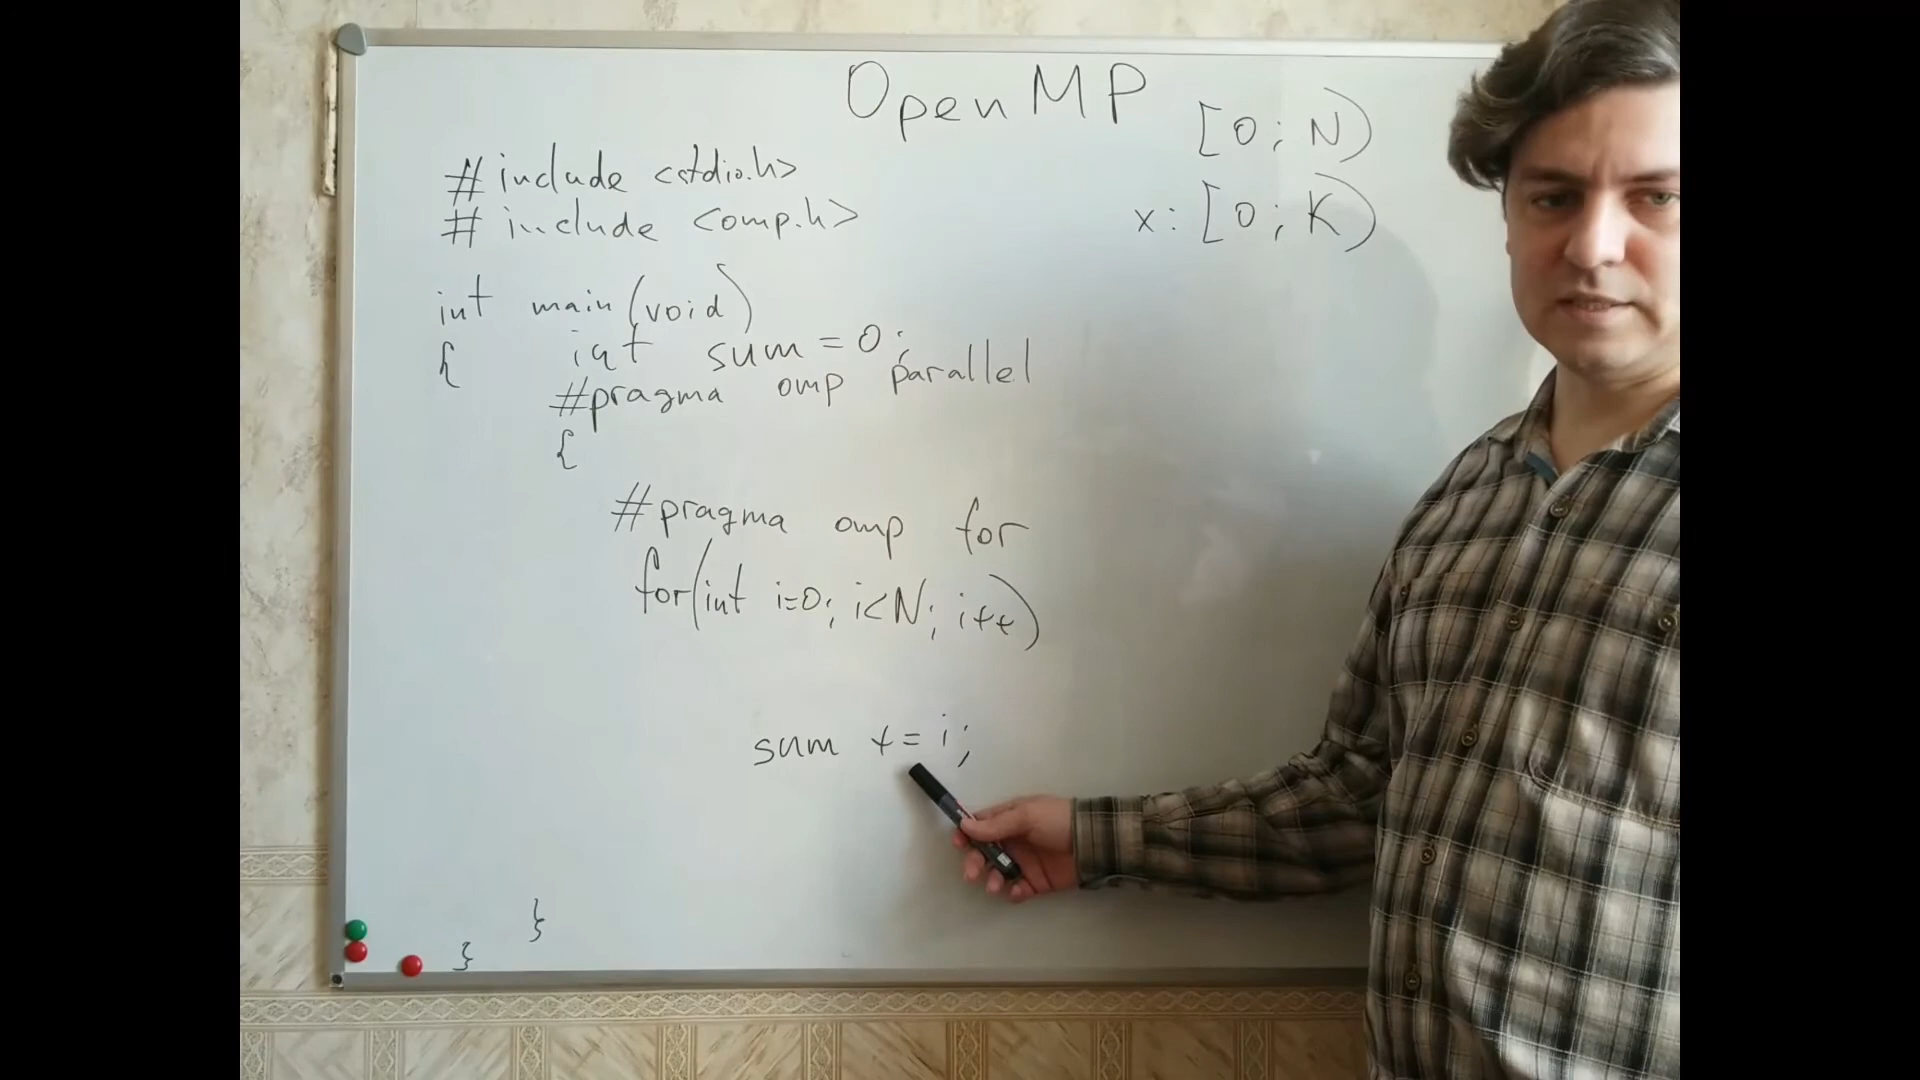 OpenMP
[0; N)
x: [0; K)
#include <stdio.h>
#include <omp.h>
int main(void)
{ int sum = 0;
#pragma omp parallel
{
#pragma omp for
for(int i=0; i<N; i++)
sum += i;
}
}